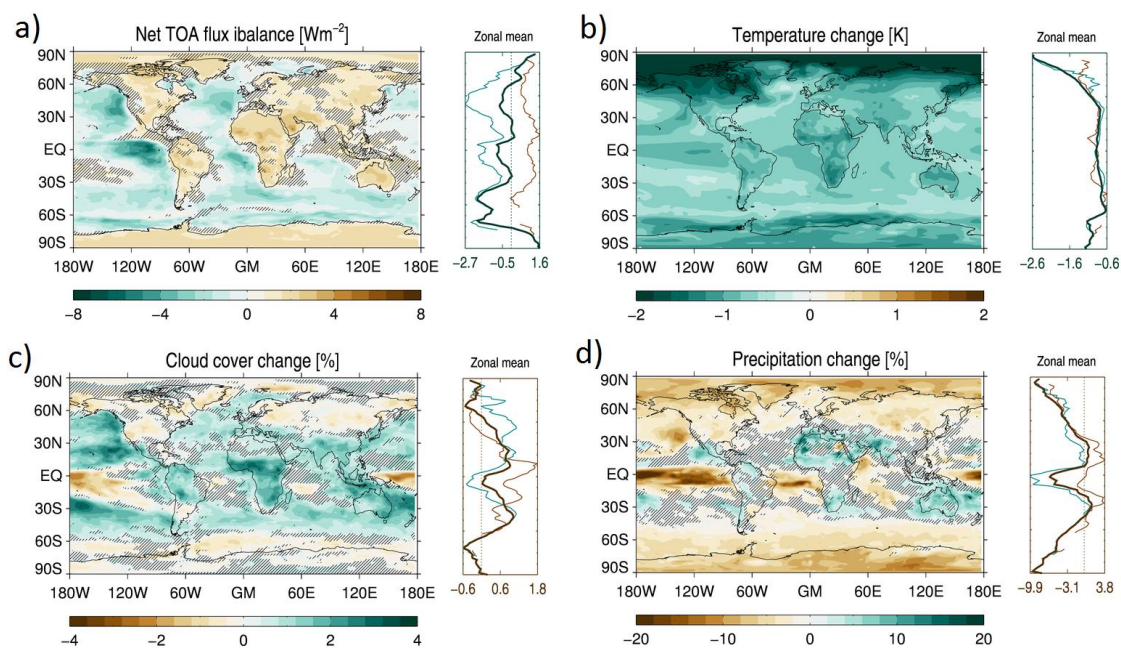 a)
Net TOA flux ibalance [Wm⁻²]
Zonal mean
90N
60N
30N
EQ
30S
60S
90S
180W 120W 60W GM 60E 120E 180E
−2.7 −0.5 1.6
−8 −4 0 4 8
b)
Temperature change [K]
Zonal mean
90N
60N
30N
EQ
30S
60S
90S
180W 120W 60W GM 60E 120E 180E
−2.6 −1.6 −0.6
−2 −1 0 1 2
c)
Cloud cover change [%]
Zonal mean
90N
60N
30N
EQ
30S
60S
90S
180W 120W 60W GM 60E 120E 180E
−0.6 0.6 1.8
−4 −2 0 2 4
d)
Precipitation change [%]
Zonal mean
90N
60N
30N
EQ
30S
60S
90S
180W 120W 60W GM 60E 120E 180E
−9.9 −3.1 3.8
−20 −10 0 10 20